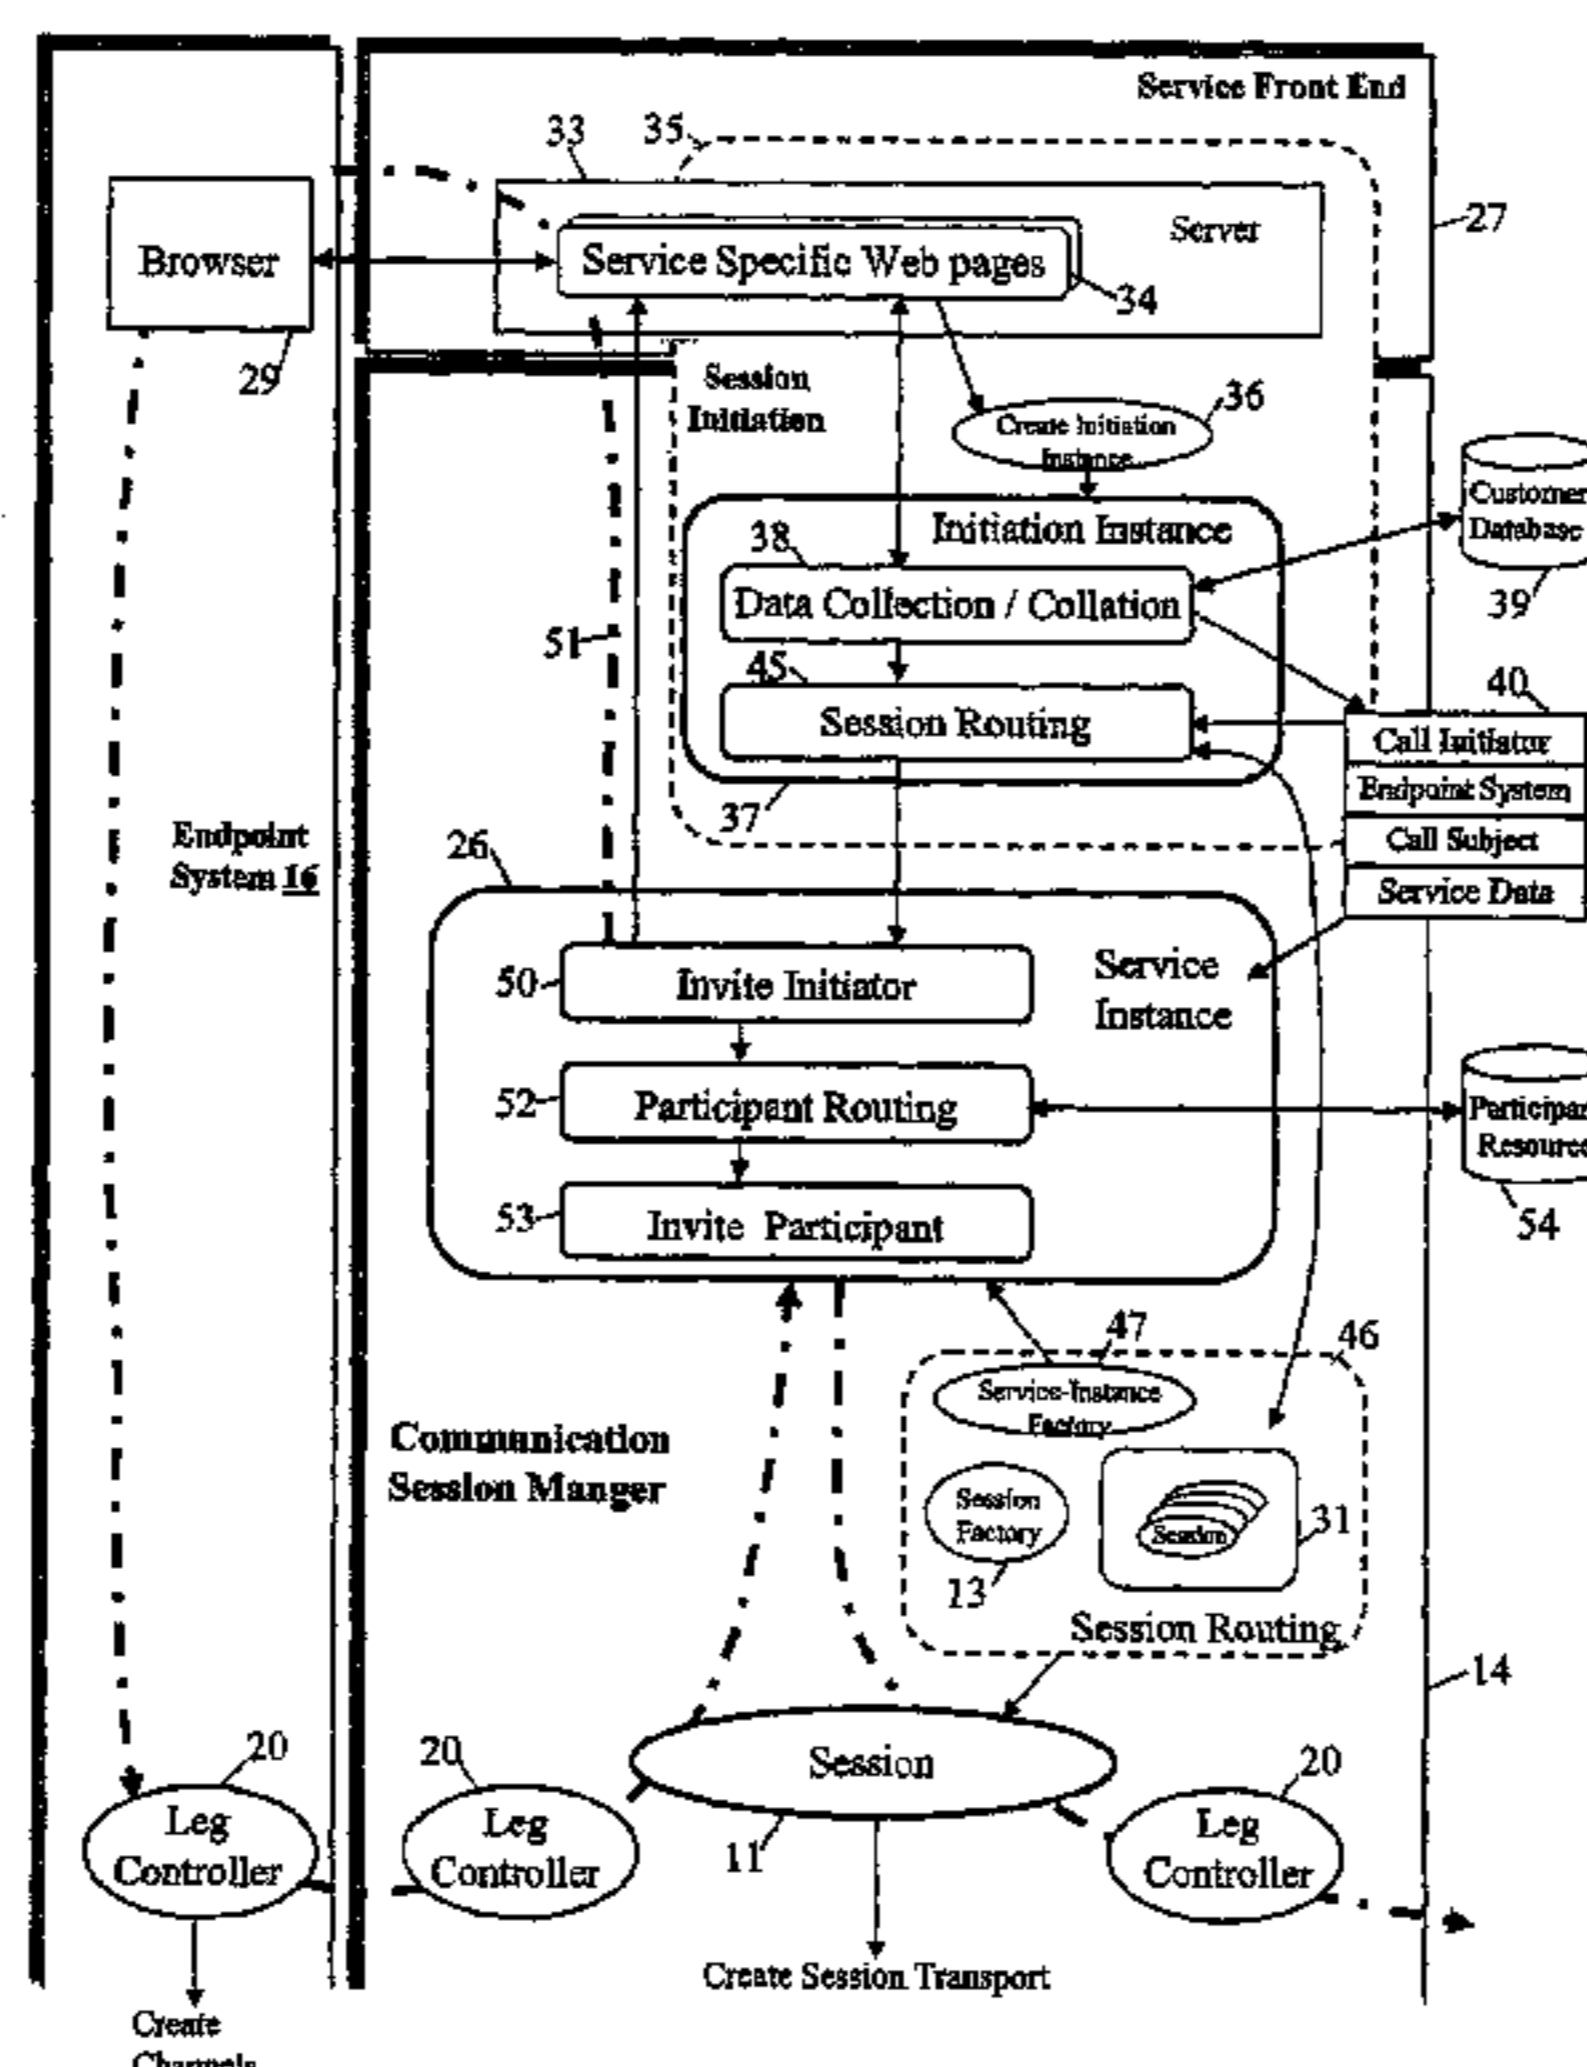 Service Front End
33
35
Server
27
Browser
Service Specific Web pages
34
29
Session
Initiation
36
Create Initiation
Instance
Customer
Database
39
Initiation Instance
38
Data Collection / Collation
51
45
Session Routing
40
Call Initiator
Endpoint System
Call Subject
Service Data
37
Endpoint
System 16
26
50
Invite Initiator
Service
Instance
52
Participant Routing
53
Invite Participant
Resource
54
47
46
Service-Instance
Factory
Communication
Session Manger
Session
Factory
13
Session
31
Session Routing
14
20
20
20
Session
Leg
Controller
Leg
Controller
Leg
Controller
11
Create Session Transport
Create
Channels